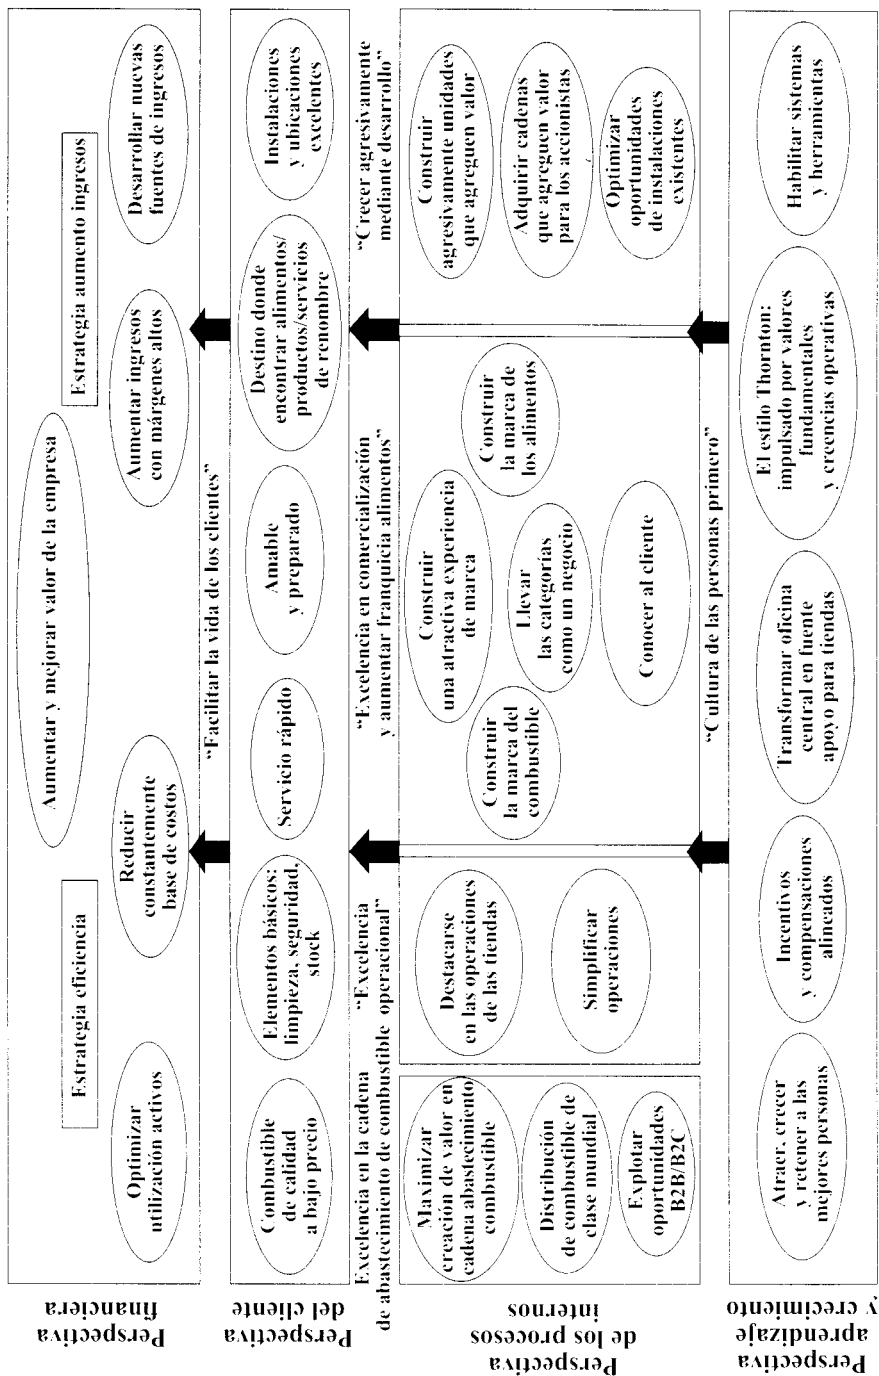 Perspectiva
financiera
Estrategia eficiencia
Aumentar y mejorar valor de la empresa
Estrategia aumento ingresos
Optimizar
utilización activos
Reducir
constantemente
base de costos
Aumentar ingresos
con márgenes altos
Desarrollar nuevas
fuentes de ingresos
“Facilitar la vida de los clientes”
Perspectiva
del cliente
Combustible
de calidad
a bajo precio
Elementos básicos:
limpieza, seguridad,
stock
Servicio rápido
Amable
y preparado
Destino donde
encontrar alimentos/
productos/servicios
de renombre
Instalaciones
y ubicaciones
excelentes
Excelencia en la cadena
de abastecimiento de combustible
“Excelencia
operacional”
“Excelencia en comercialización
y aumentar franquicia alimentos”
“Crecer agresivamente
mediante desarrollo”
Perspectiva
de los procesos
internos
Maximizar
creación de valor en
cadena abastecimiento
combustible
Distribución
de combustible de
clase mundial
Explotar
oportunidades
B2B/B2C
Destacarse
en las operaciones
de las tiendas
Simplificar
operaciones
Construir
la marca del
combustible
Construir
una atractiva experiencia
de marca
Llevar
las categorías
como un negocio
Construir
la marca de
los alimentos
Conocer al cliente
Construir
agresivamente unidades
que agreguen valor
Adquirir cadenas
que agreguen valor
para los accionistas
Optimizar
oportunidades
de instalaciones
existentes
“Cultura de las personas primero”
Perspectiva
aprendizaje
y crecimiento
Atraer, crecer
y retener a las
mejores personas
Incentivos
y compensaciones
alineados
Transformar oficina
central en fuente
apoyo para tiendas
El estilo Thornton:
impulsado por valores
fundamentales
y creencias operativas
Habilitar sistemas
y herramientas